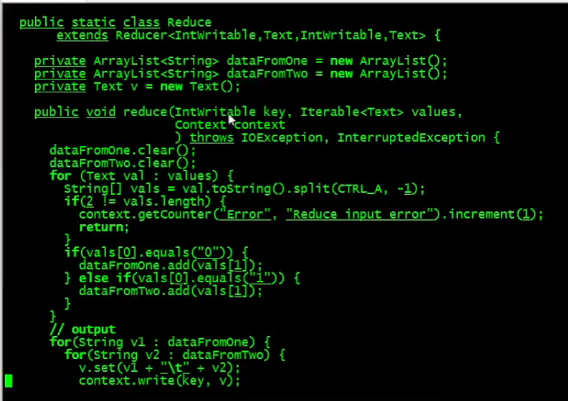 public static class Reduce
extends Reducer<IntWritable,Text,IntWritable,Text> {
private ArrayList<String> dataFromOne = new ArrayList();
private ArrayList<String> dataFromTwo = new ArrayList();
private Text v = new Text();
public void reduce(IntWritable key, Iterable<Text> values,
Context context
) throws IOException, InterruptedException {
dataFromOne.clear();
dataFromTwo.clear();
for (Text val : values) {
String[] vals = val.toString().split(CTRL_A, -1);
if(2 != vals.length) {
context.getCounter("Error", "Reduce input error").increment(1);
return;
}
if(vals[0].equals("0")) {
dataFromOne.add(vals[1]);
} else if(vals[0].equals("1")) {
dataFromTwo.add(vals[1]);
}
}
// output
for(String v1 : dataFromOne) {
for(String v2 : dataFromTwo) {
v.set(v1 + "\t" + v2);
context.write(key, v);